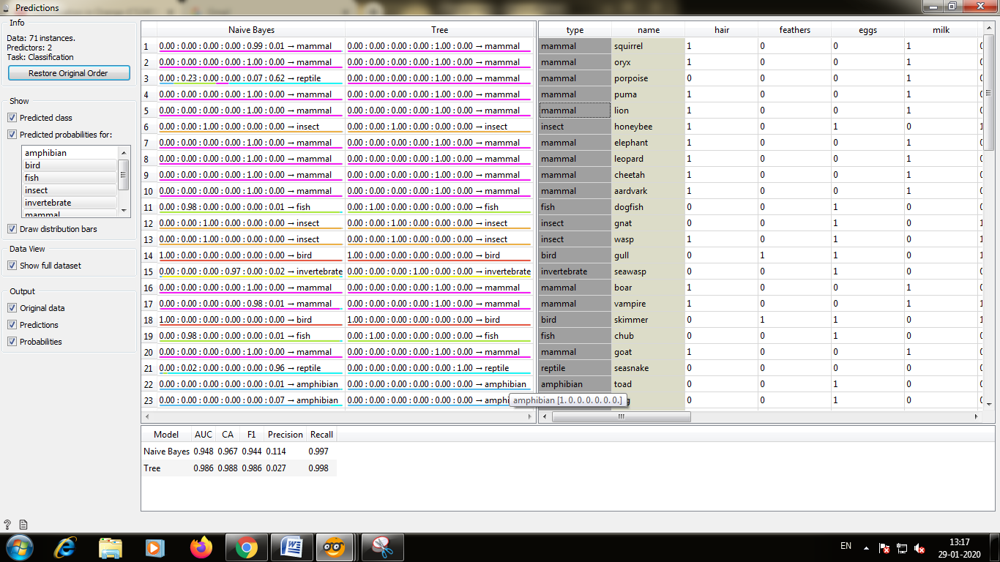 Predictions
Info
Data: 71 instances.
Predictors: 2
Task: Classification
Restore Original Order
Show
Predicted class
Predicted probabilities for:
amphibian
bird
fish
insect
invertebrate
mammal
Draw distribution bars
Data View
Show full dataset
Output
Original data
Predictions
Probabilities
Naive Bayes Tree type name hair feathers eggs milk
1 0.00 : 0.00 : 0.00 : 0.00 : 0.99 : 0.01 → mammal 0.00 : 0.00 : 0.00 : 0.00 : 1.00 : 0.00 → mammal mammal squirrel 1 0 0 1
2 0.00 : 0.00 : 0.00 : 0.00 : 1.00 : 0.00 → mammal 0.00 : 0.00 : 0.00 : 0.00 : 1.00 : 0.00 → mammal mammal oryx 1 0 0 1
3 0.00 : 0.23 : 0.00 : 0.00 : 0.07 : 0.62 → reptile 0.00 : 0.00 : 0.00 : 0.00 : 1.00 : 0.00 → mammal mammal porpoise 0 0 0 1
4 0.00 : 0.00 : 0.00 : 0.00 : 1.00 : 0.00 → mammal 0.00 : 0.00 : 0.00 : 0.00 : 1.00 : 0.00 → mammal mammal puma 1 0 0 1
5 0.00 : 0.00 : 0.00 : 0.00 : 1.00 : 0.00 → mammal 0.00 : 0.00 : 0.00 : 0.00 : 1.00 : 0.00 → mammal mammal lion 1 0 0 1
6 0.00 : 0.00 : 1.00 : 0.00 : 0.00 : 0.00 → insect 0.00 : 0.00 : 1.00 : 0.00 : 0.00 : 0.00 → insect insect honeybee 1 0 1 0 1
7 0.00 : 0.00 : 0.00 : 0.00 : 1.00 : 0.00 → mammal 0.00 : 0.00 : 0.00 : 0.00 : 1.00 : 0.00 → mammal mammal elephant 1 0 0 1
8 0.00 : 0.00 : 0.00 : 0.00 : 1.00 : 0.00 → mammal 0.00 : 0.00 : 0.00 : 0.00 : 1.00 : 0.00 → mammal mammal leopard 1 0 0 1
9 0.00 : 0.00 : 0.00 : 0.00 : 1.00 : 0.00 → mammal 0.00 : 0.00 : 0.00 : 0.00 : 1.00 : 0.00 → mammal mammal cheetah 1 0 0 1
10 0.00 : 0.00 : 0.00 : 0.00 : 1.00 : 0.00 → mammal 0.00 : 0.00 : 0.00 : 0.00 : 1.00 : 0.00 → mammal mammal aardvark 1 0 0 1
11 0.00 : 0.98 : 0.00 : 0.00 : 0.00 : 0.01 → fish 0.00 : 1.00 : 0.00 : 0.00 : 0.00 : 0.00 → fish fish dogfish 0 0 1 0
12 0.00 : 0.00 : 1.00 : 0.00 : 0.00 : 0.00 → insect 0.00 : 0.00 : 1.00 : 0.00 : 0.00 : 0.00 → insect insect gnat 0 0 1 0 1
13 0.00 : 0.00 : 1.00 : 0.00 : 0.00 : 0.00 → insect 0.00 : 0.00 : 1.00 : 0.00 : 0.00 : 0.00 → insect insect wasp 1 0 1 0 1
14 1.00 : 0.00 : 0.00 : 0.00 : 0.00 : 0.00 → bird 1.00 : 0.00 : 0.00 : 0.00 : 0.00 : 0.00 → bird bird gull 0 1 1 0 1
15 0.00 : 0.00 : 0.00 : 0.97 : 0.00 : 0.02 → invertebrate 0.00 : 0.00 : 0.00 : 1.00 : 0.00 : 0.00 → invertebrate invertebrate seawasp 0 0 1 0
16 0.00 : 0.00 : 0.00 : 0.00 : 1.00 : 0.00 → mammal 0.00 : 0.00 : 0.00 : 0.00 : 1.00 : 0.00 → mammal mammal boar 1 0 0 1
17 0.00 : 0.00 : 0.00 : 0.00 : 0.98 : 0.01 → mammal 0.00 : 0.00 : 0.00 : 0.00 : 1.00 : 0.00 → mammal mammal vampire 1 0 0 1 1
18 1.00 : 0.00 : 0.00 : 0.00 : 0.00 : 0.00 → bird 1.00 : 0.00 : 0.00 : 0.00 : 0.00 : 0.00 → bird bird skimmer 0 1 1 0 1
19 0.00 : 0.98 : 0.00 : 0.00 : 0.00 : 0.01 → fish 0.00 : 1.00 : 0.00 : 0.00 : 0.00 : 0.00 → fish fish chub 0 0 1 0
20 0.00 : 0.00 : 0.00 : 0.00 : 1.00 : 0.00 → mammal 0.00 : 0.00 : 0.00 : 0.00 : 1.00 : 0.00 → mammal mammal goat 1 0 0 1
21 0.00 : 0.02 : 0.00 : 0.00 : 0.00 : 0.96 → reptile 0.00 : 0.00 : 0.00 : 0.00 : 0.00 : 1.00 → reptile reptile seasnake 0 0 0 0
22 0.00 : 0.00 : 0.00 : 0.00 : 0.00 : 0.01 → amphibian 0.00 : 0.00 : 0.00 : 0.00 : 0.00 : 0.00 → amphibian amphibian toad 0 0 1 0
23 0.00 : 0.00 : 0.00 : 0.00 : 0.00 : 0.07 → amphibian 0.00 : 0.00 : 0.00 : 0.00 : 0.00 : 0.00 → amphibian [1. 0. 0. 0. 0. 0. 0.] 0 0 1 0
Model AUC CA F1 Precision Recall
Naive Bayes 0.948 0.967 0.944 0.114 0.997
Tree 0.986 0.988 0.986 0.027 0.998
EN
13:17
29-01-2020